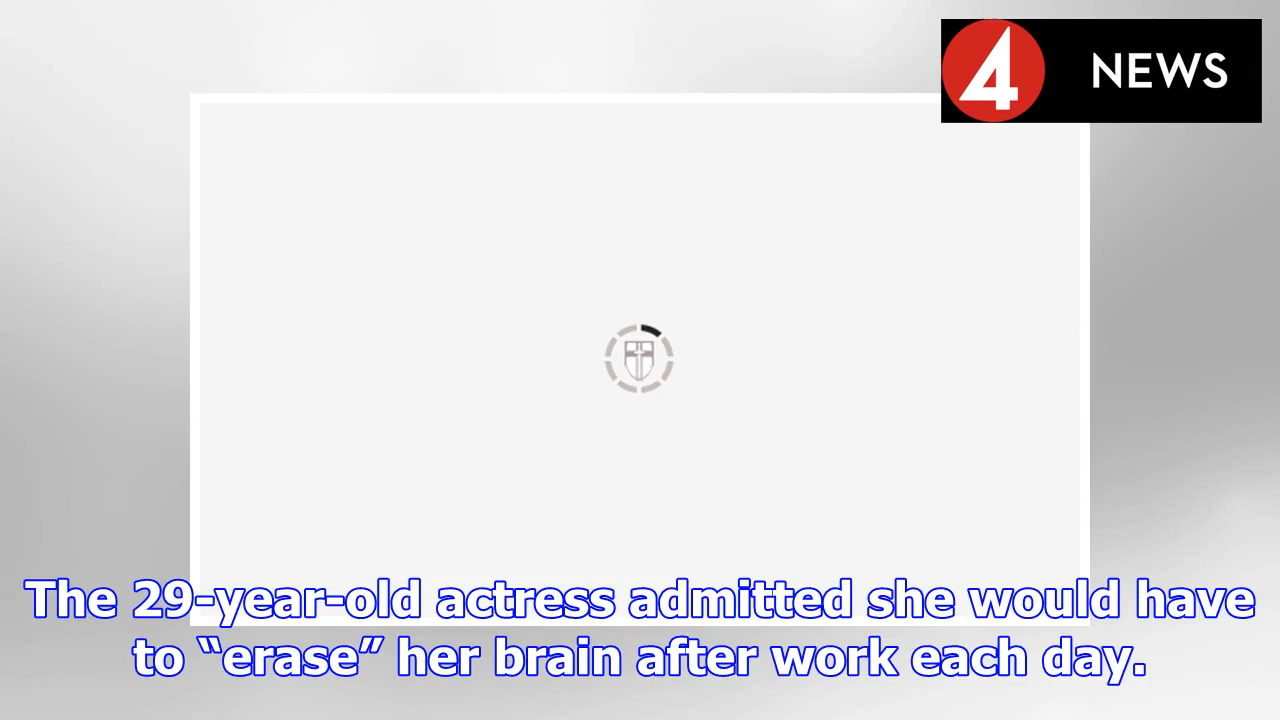 4 NEWS
The 29-year-old actress admitted she would have
to “erase” her brain after work each day.